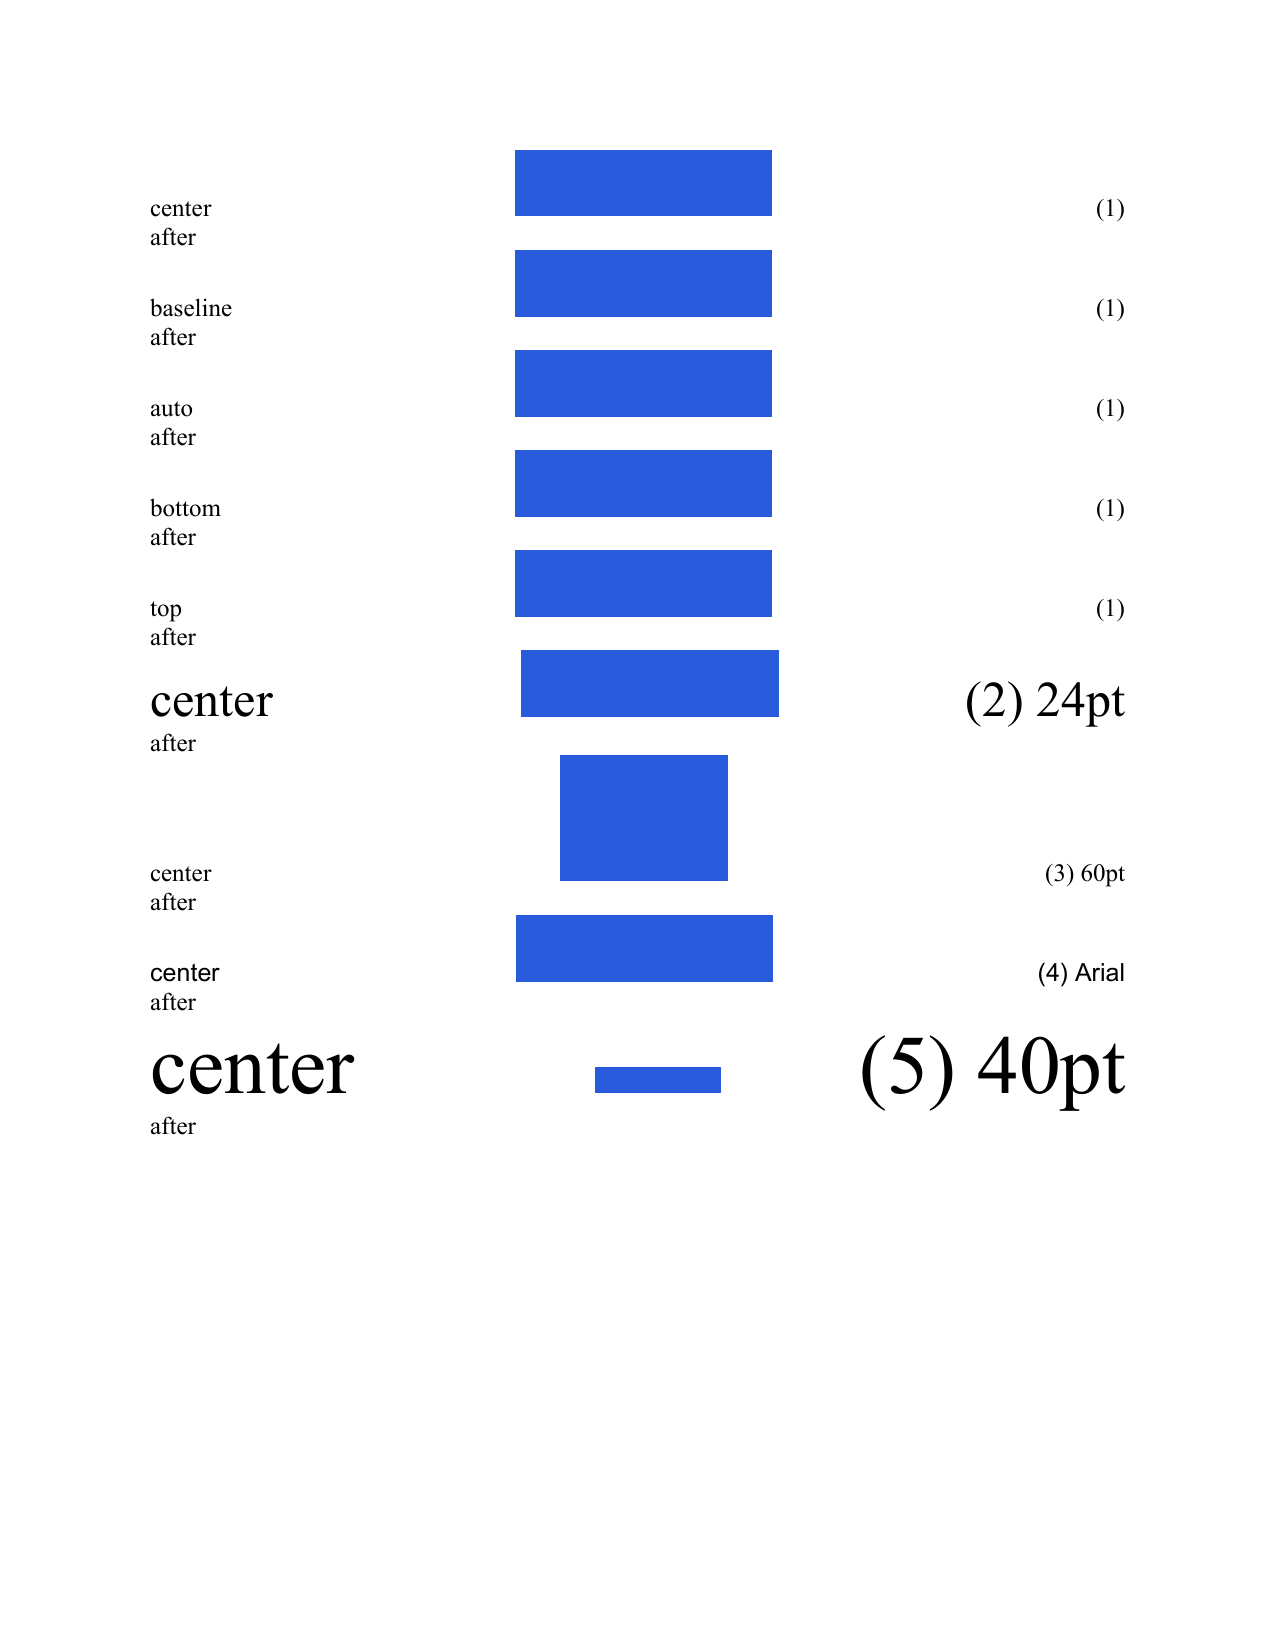 center (1)
after
baseline (1)
after
auto (1)
after
bottom (1)
after
top (1)
after
center (2) 24pt
after
center (3) 60pt
after
center (4) Arial
after
center (5) 40pt
after